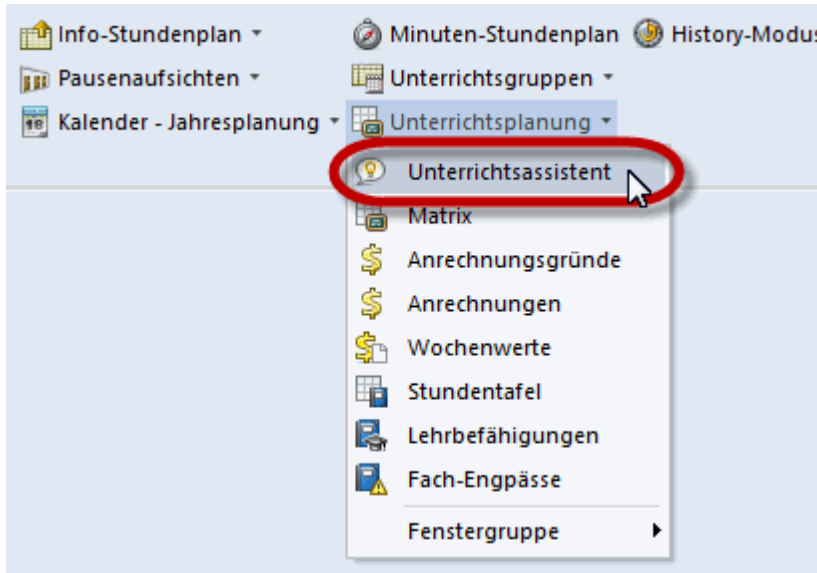 Info-Stundenplan Minuten-Stundenplan History-Modus
Pausenaufsichten Unterrichtsgruppen
18 Kalender - Jahresplanung Unterrichtsplanung
Unterrichtsassistent
Matrix
Anrechnungsgründe
Anrechnungen
Wochenwerte
Stundentafel
Lehrbefähigungen
Fach-Engpässe
Fenstergruppe